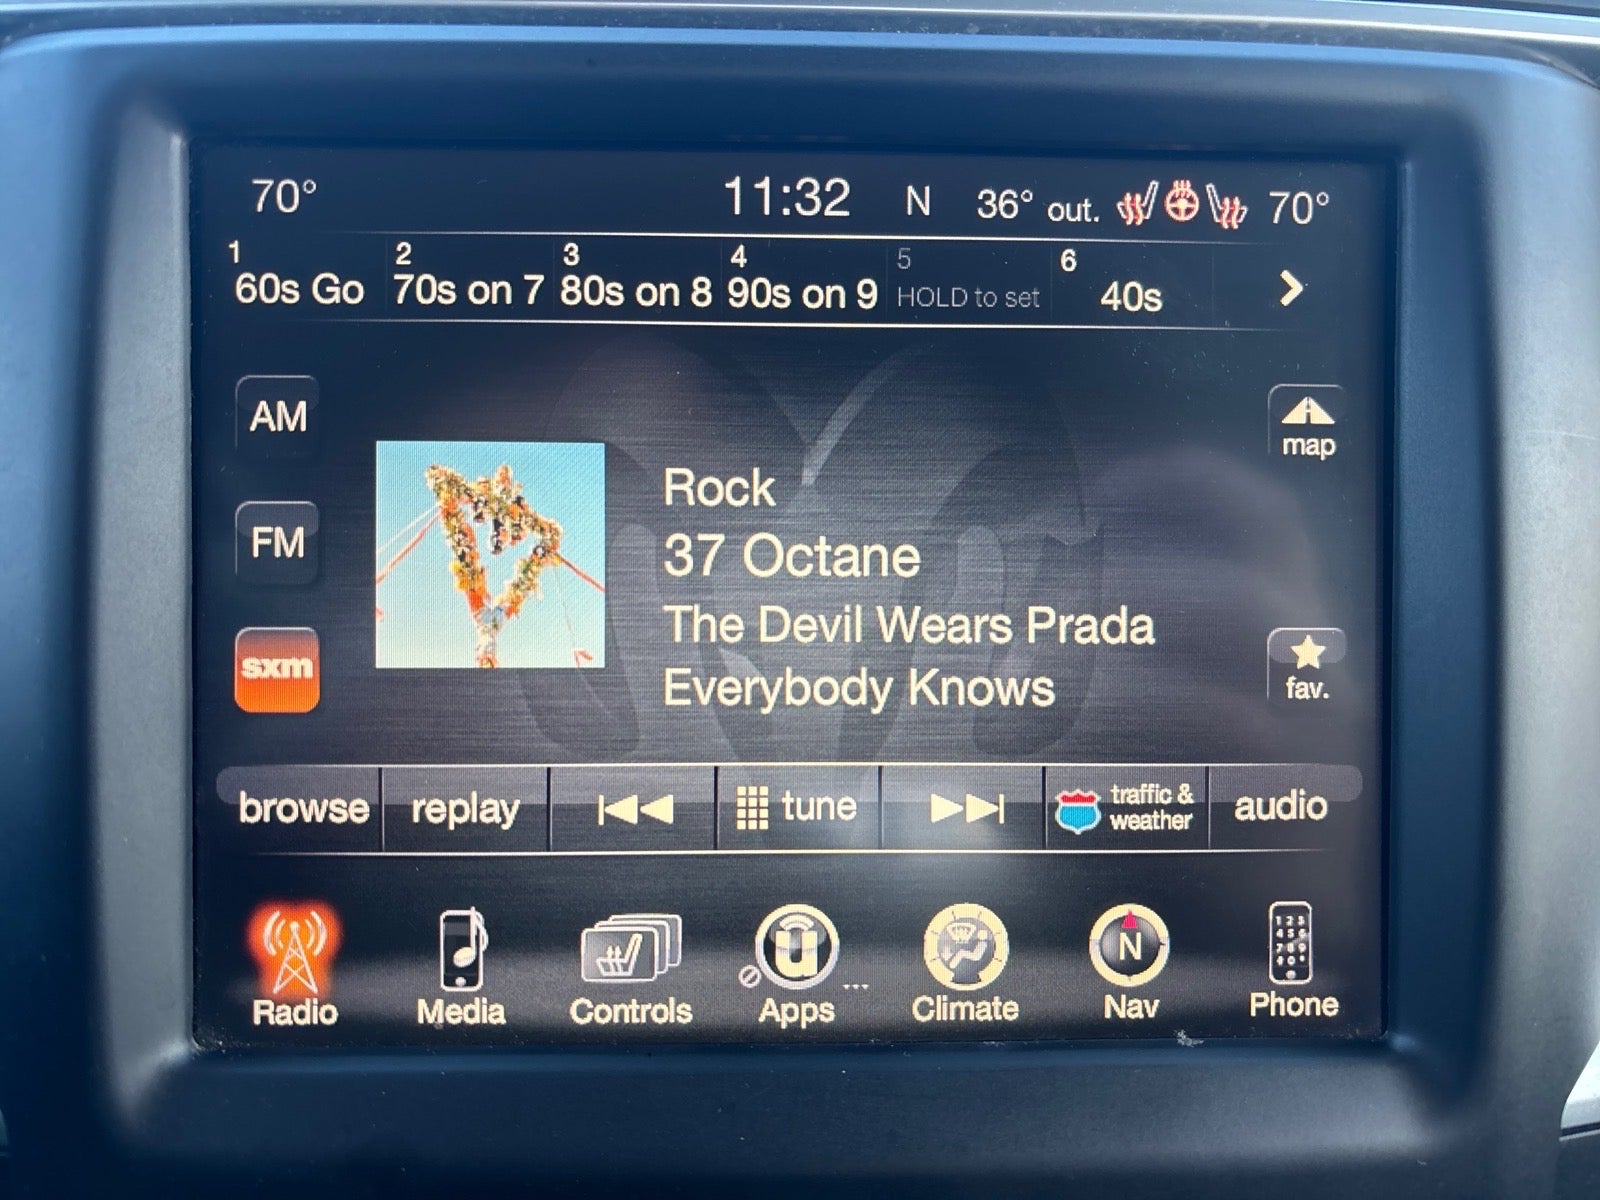 70° 11:32 N 36° out. 70°
1 2 3 4 5 6
60s Go 70s on 7 80s on 8 90s on 9 HOLD to set 40s
AM
map
FM
Rock
37 Octane
The Devil Wears Prada
Everybody Knows
sxm
fav.
browse replay tune traffic & weather audio
N
Radio Media Controls Apps ... Climate Nav Phone